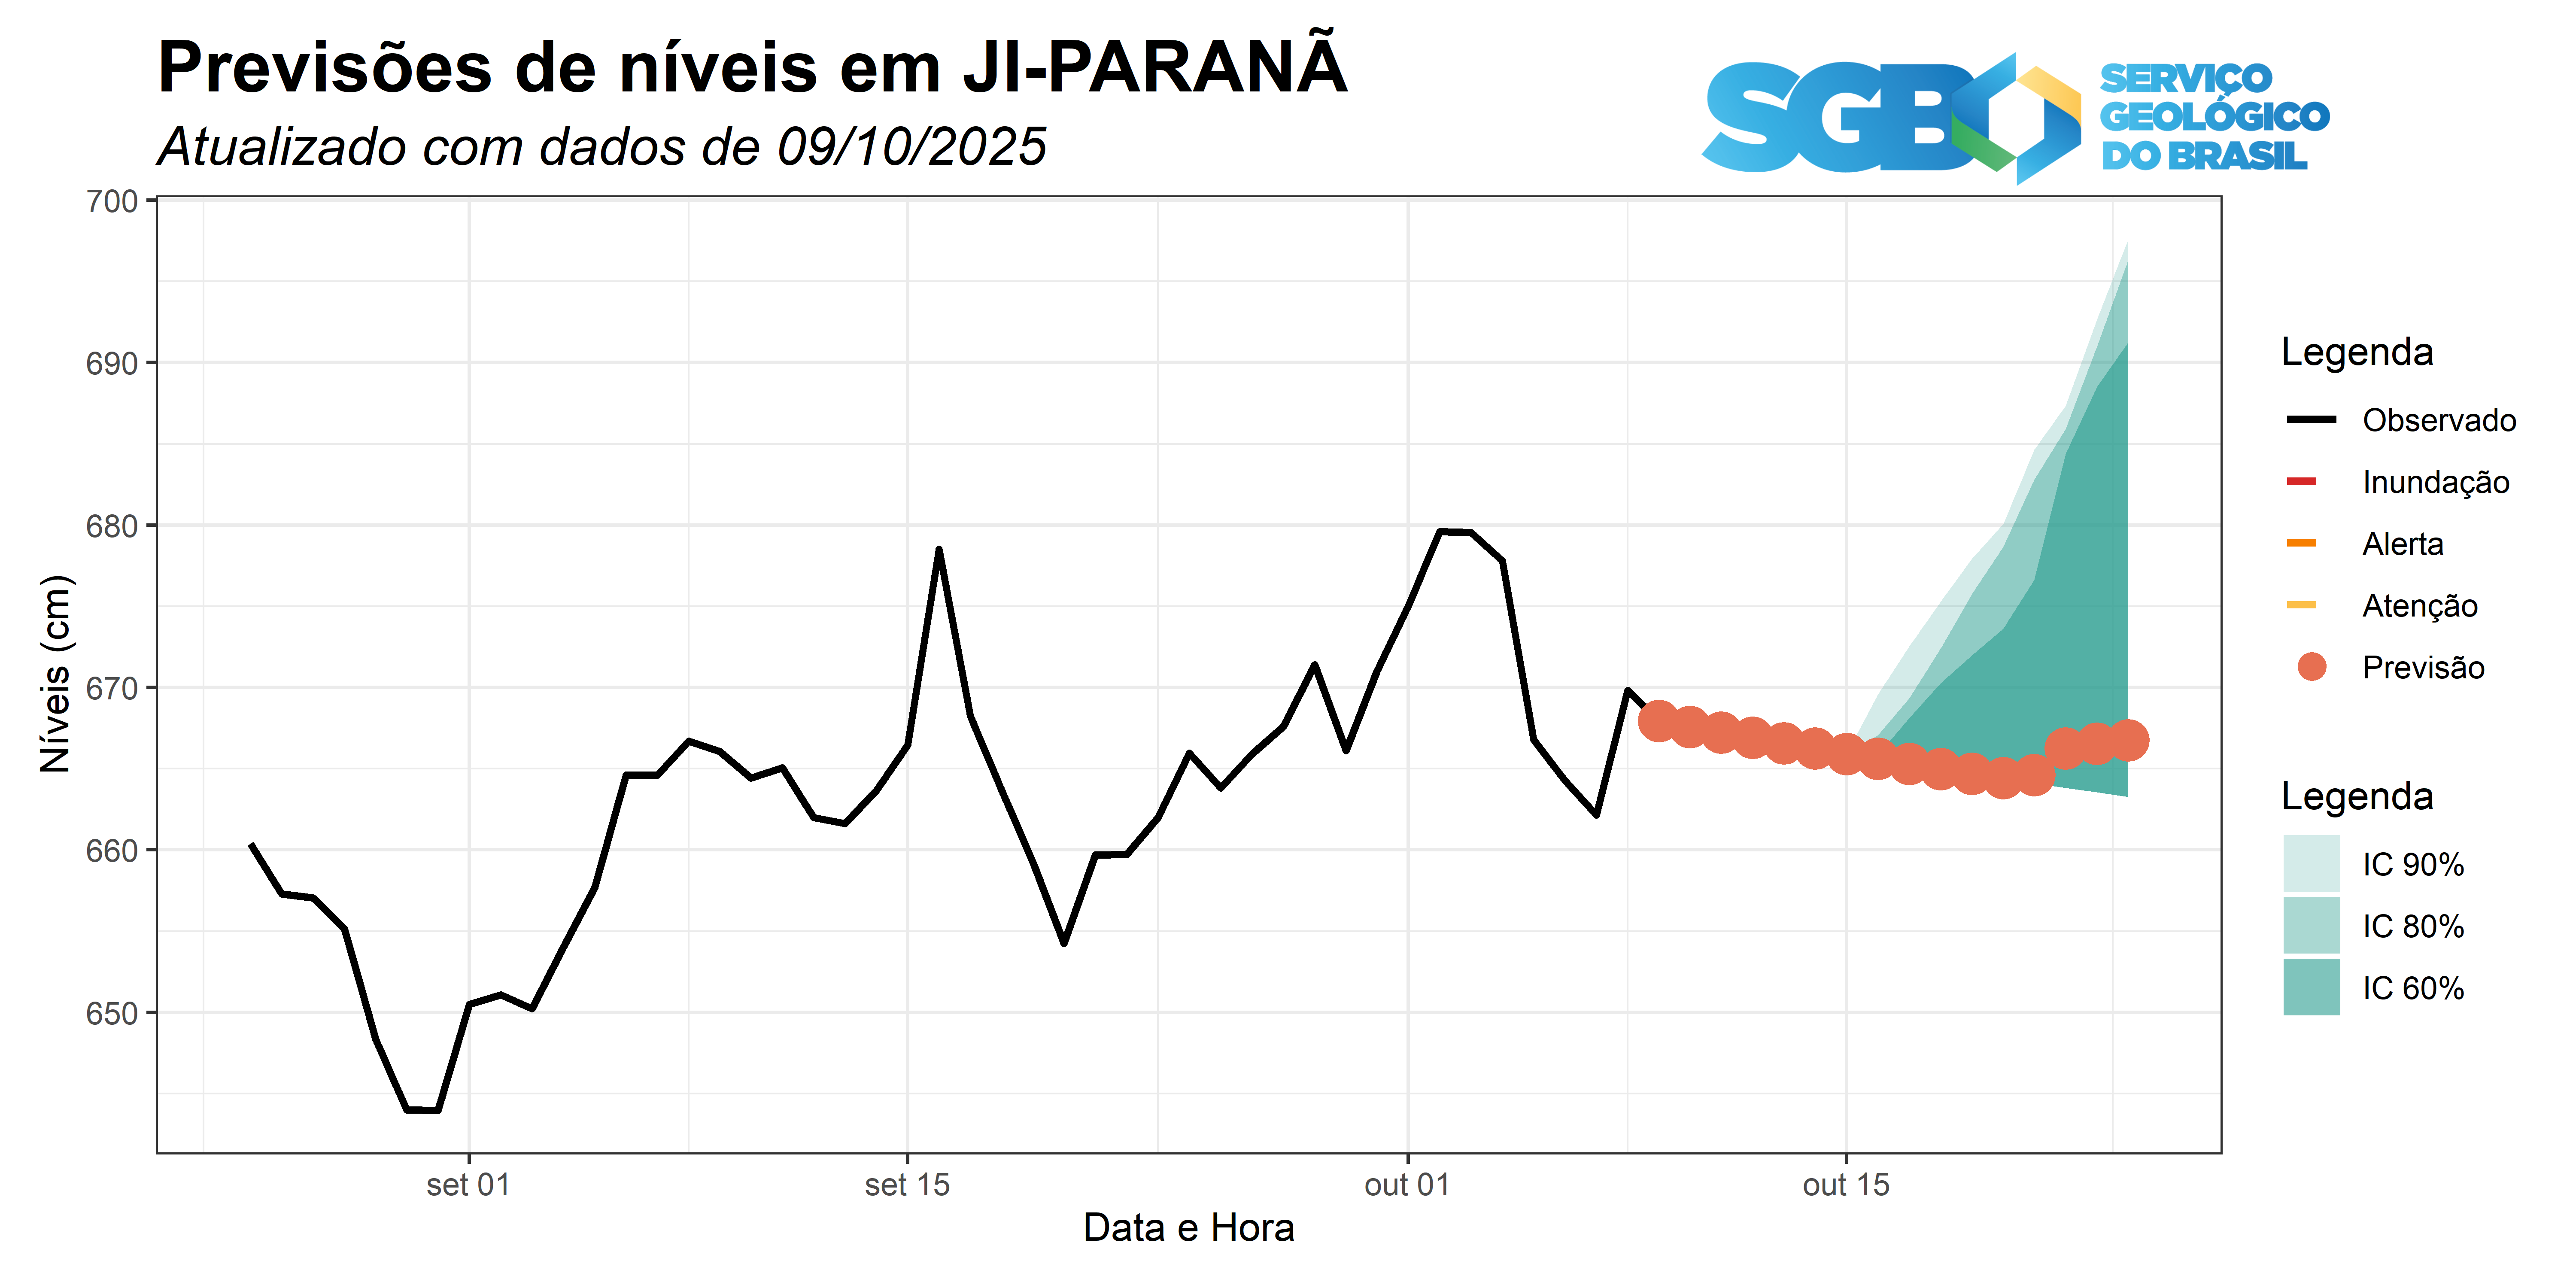 Previsões de níveis em JI-PARANÃ
Atualizado com dados de 09/10/2025
SGB
SERVIÇO
GEOLÓGICO
DO BRASIL
700
690
680
670
660
650
Níveis (cm)
set 01
set 15
out 01
out 15
Data e Hora
Legenda
Observado
Inundação
Alerta
Atenção
Previsão
Legenda
IC 90%
IC 80%
IC 60%